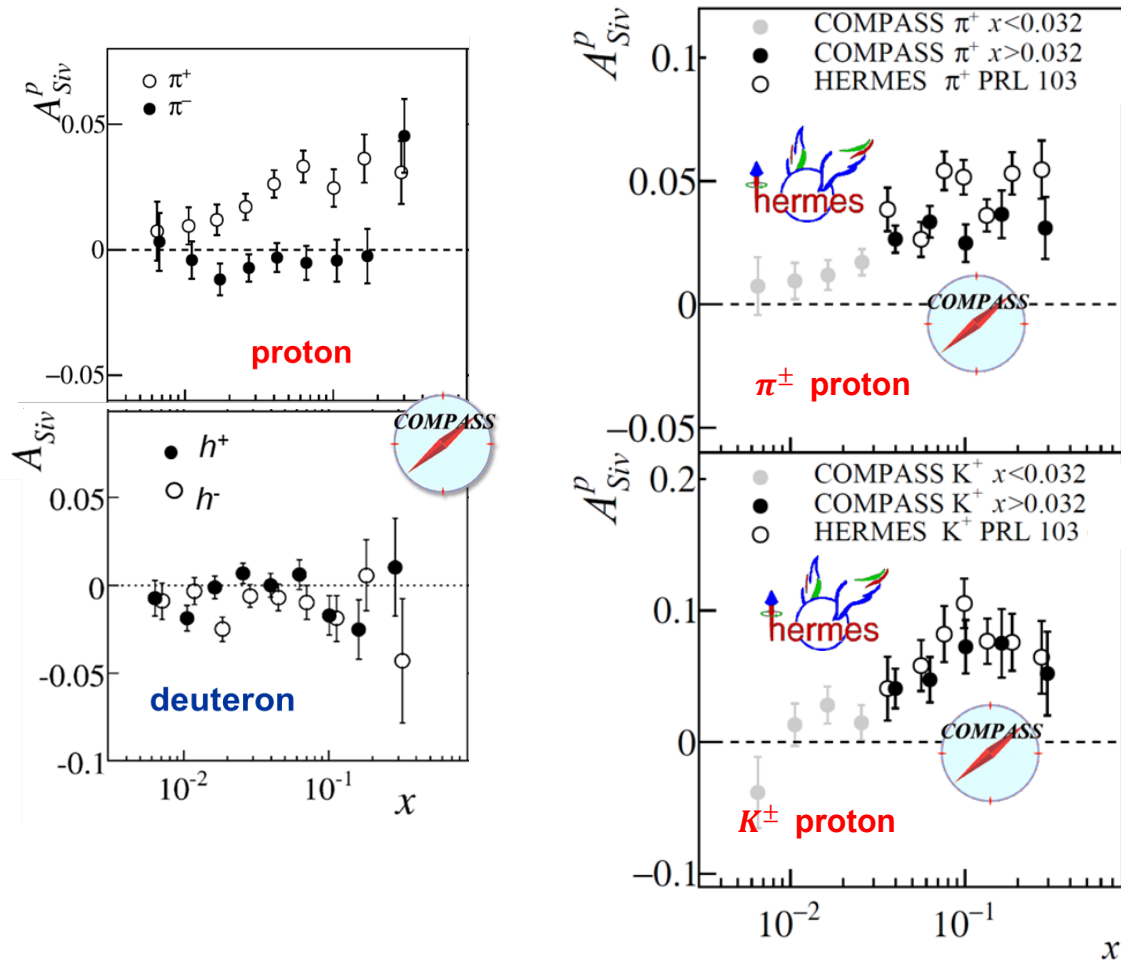 A^p_Siv
π⁺
π⁻
0.05
0
−0.05
proton
A_Siv
h⁺
h⁻
COMPASS
0.05
0
-0.05
-0.1
deuteron
10⁻²
10⁻¹
x
A^p_Siv
COMPASS π⁺ x<0.032
COMPASS π⁺ x>0.032
HERMES π⁺ PRL 103
0.1
0.05
0
−0.05
hermes
COMPASS
π± proton
A^p_Siv
COMPASS K⁺ x<0.032
COMPASS K⁺ x>0.032
HERMES K⁺ PRL 103
0.2
0.1
0
−0.1
hermes
COMPASS
K± proton
10⁻²
10⁻¹
x